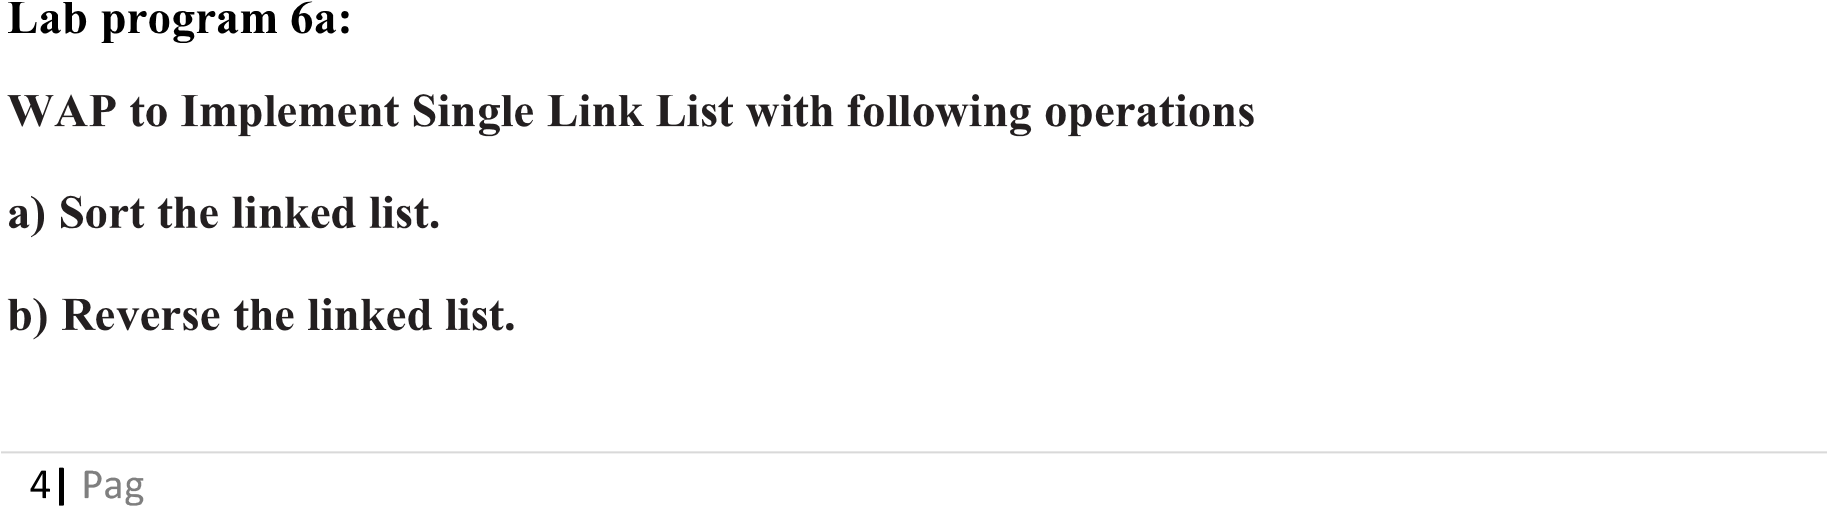 Lab program 6a:
WAP to Implement Single Link List with following operations
a) Sort the linked list.
b) Reverse the linked list.
4| Pag